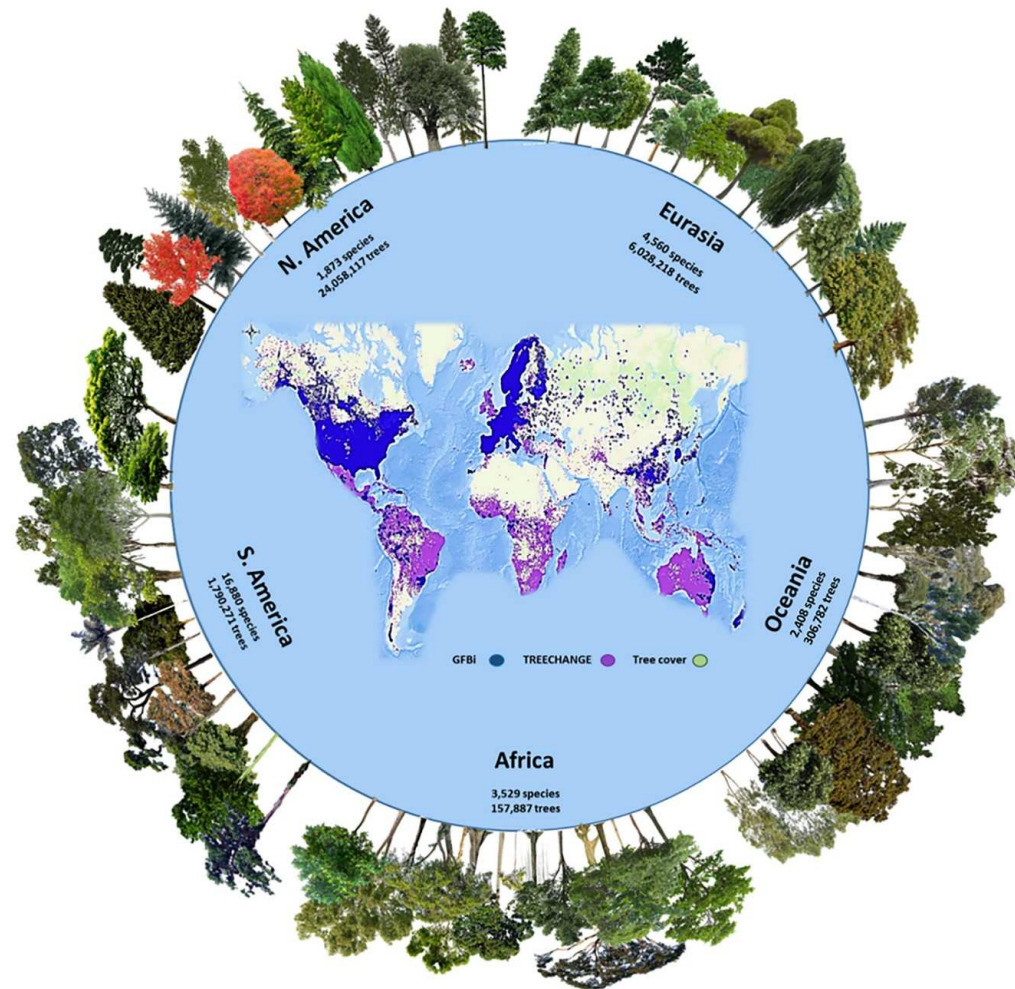 N. America
1,873 species
24,058,117 trees
Eurasia
4,560 species
6,028,218 trees
S. America
16,880 species
1,790,271 trees
Oceania
2,408 species
306,782 trees
GFBi TREECHANGE Tree cover
Africa
3,529 species
157,887 trees